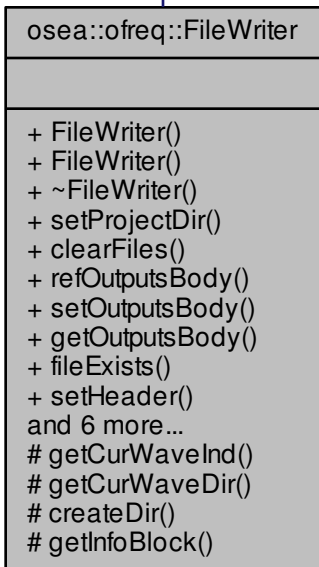 osea::ofreq::FileWriter
+ FileWriter()
+ FileWriter()
+ ~FileWriter()
+ setProjectDir()
+ clearFiles()
+ refOutputsBody()
+ setOutputsBody()
+ getOutputsBody()
+ fileExists()
+ setHeader()
and 6 more...
# getCurWaveInd()
# getCurWaveDir()
# createDir()
# getInfoBlock()